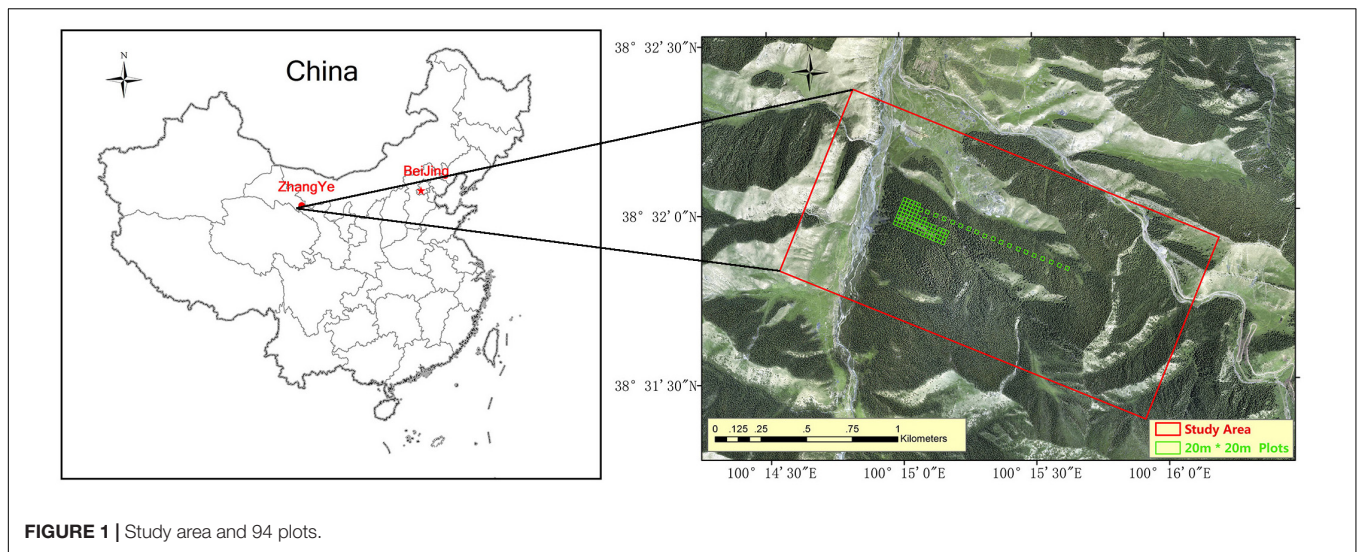 N
China
BeiJing
ZhangYe
38° 32′30″N
38° 32′0″N
38° 31′30″N
N
0 .125 .25 .5 .75 1
Kilometers
Study Area
20m * 20m Plots
100° 14′30″E 100° 15′0″E 100° 15′30″E 100° 16′0″E
FIGURE 1 | Study area and 94 plots.